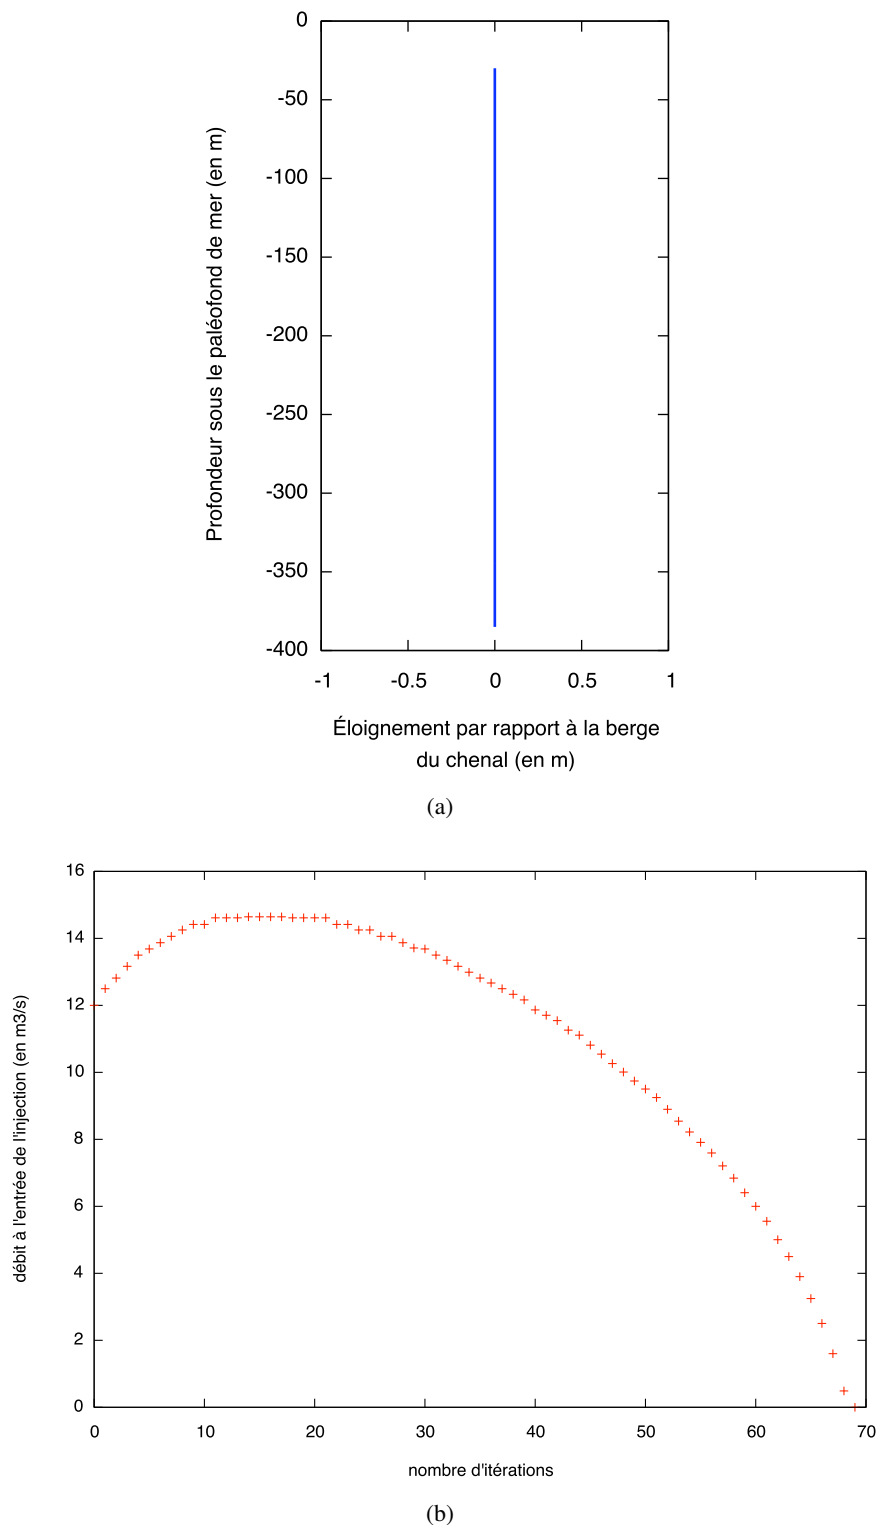 0
-50
-100
-150
-200
-250
-300
-350
-400
Profondeur sous le paléofond de mer (en m)
-1 -0.5 0 0.5 1
Éloignement par rapport à la berge
du chenal (en m)
(a)
16
14
12
10
8
6
4
2
0
débit à l'entrée de l'injection (en m3/s)
0 10 20 30 40 50 60 70
nombre d'itérations
(b)